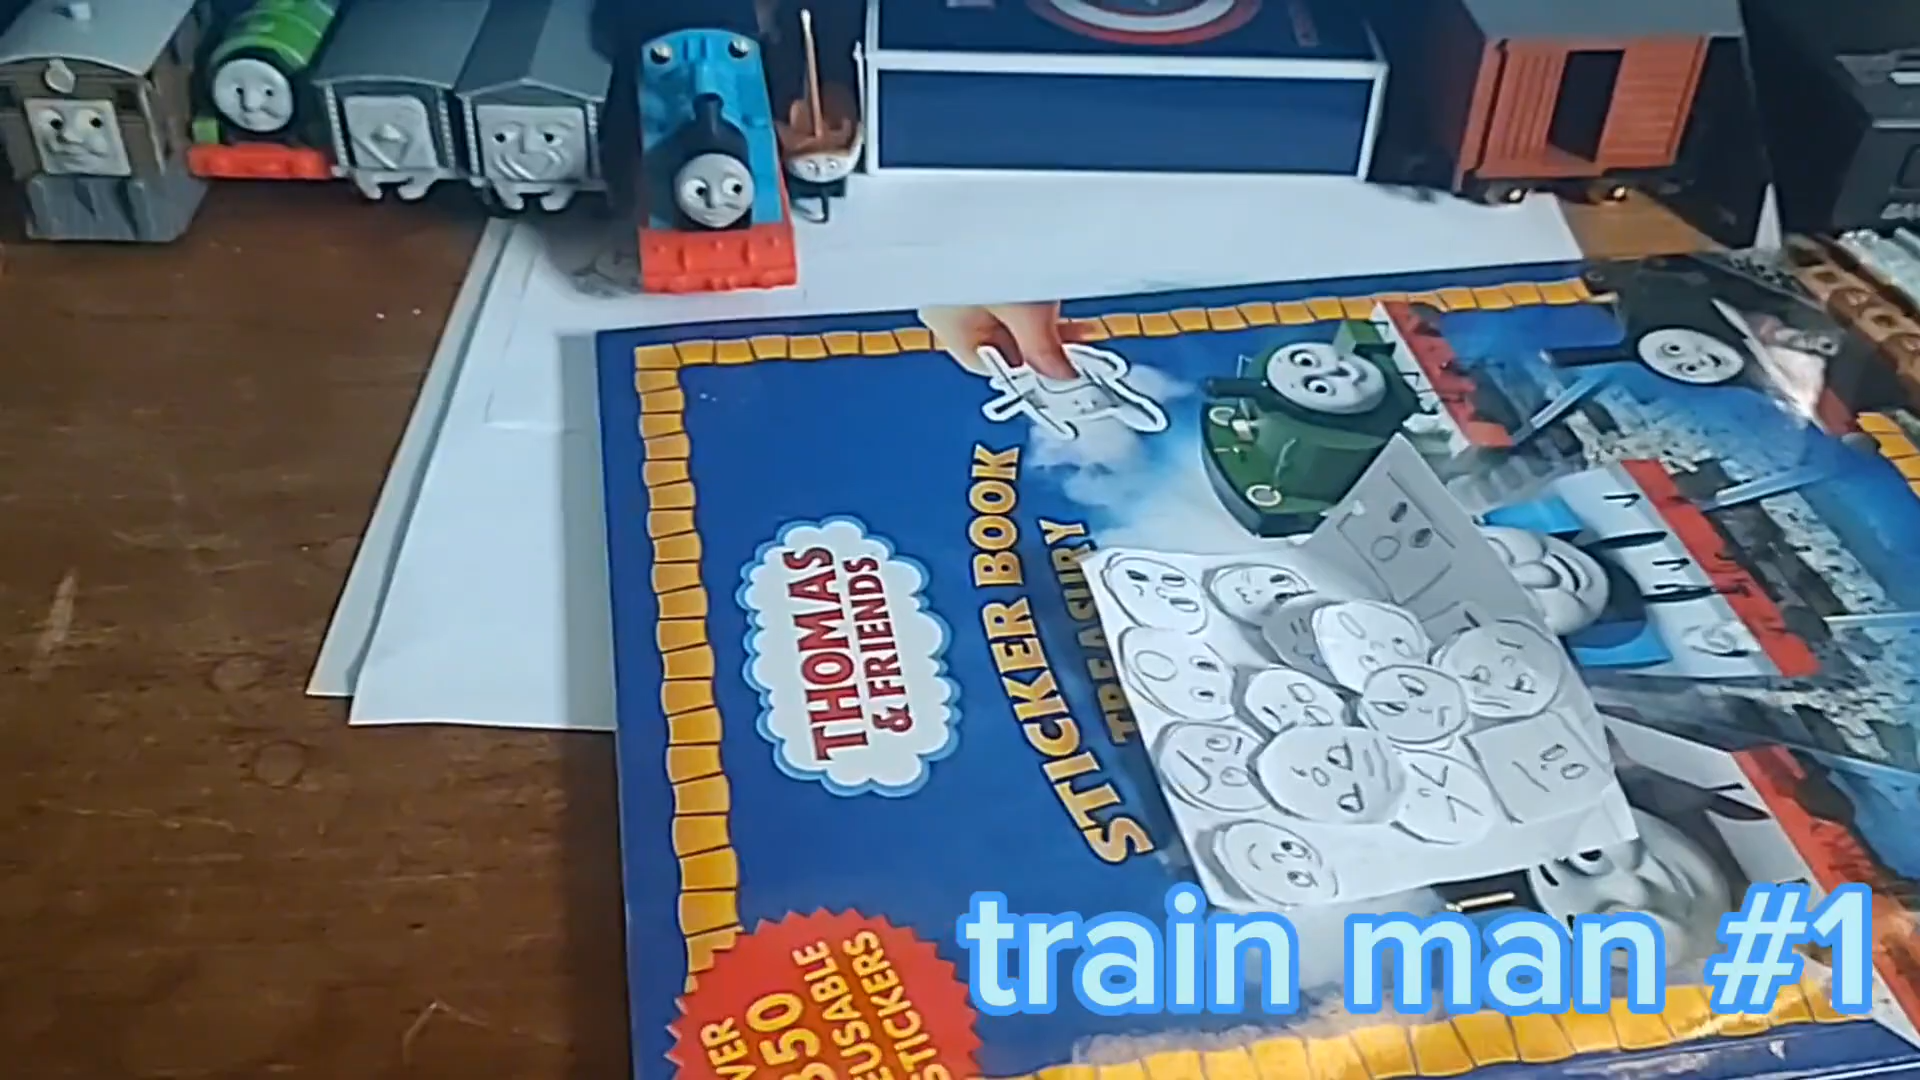 THOMAS
& FRIENDS
STICKER BOOK
TREASURY
350
STICKERS
train man #1